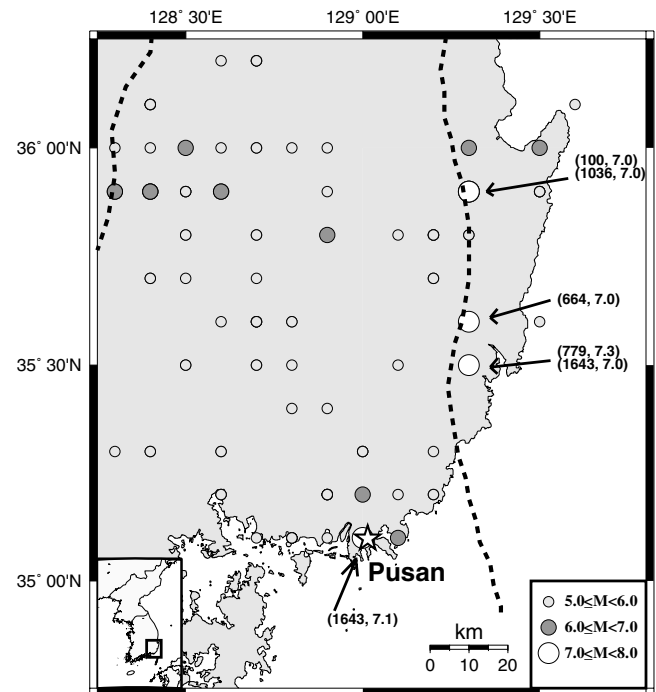 128˚ 30'E 129˚ 00'E 129˚ 30'E
36˚ 00'N
(100, 7.0)
(1036, 7.0)
(664, 7.0)
(779, 7.3)
(1643, 7.0)
35˚ 30'N
35˚ 00'N
Pusan
(1643, 7.1)
km
0 10 20
5.0≤M<6.0
6.0≤M<7.0
7.0≤M<8.0